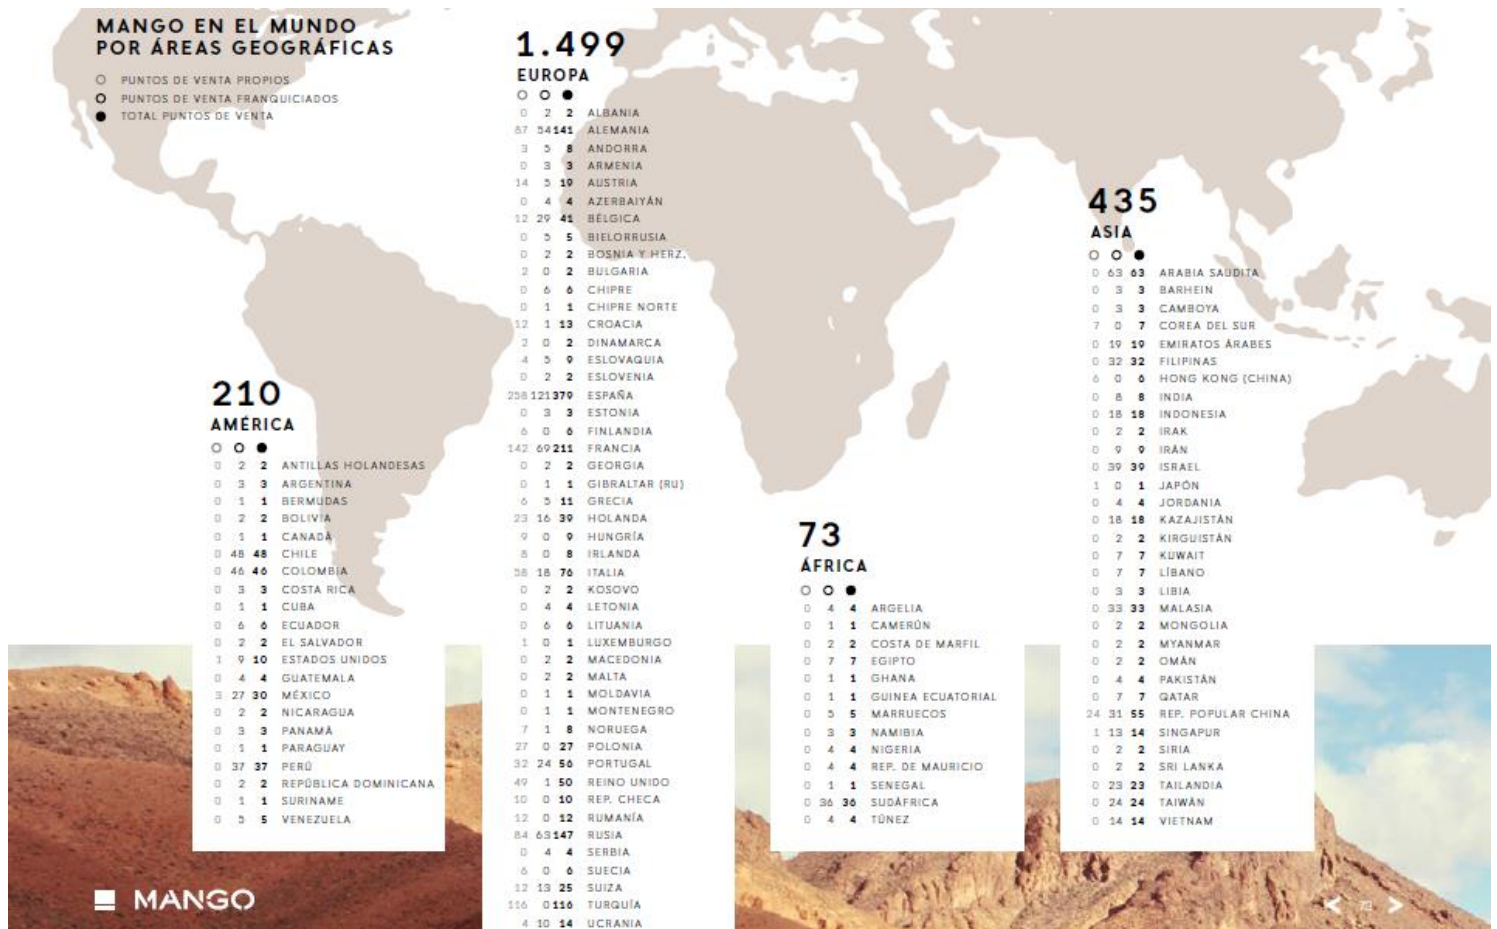 MANGO EN EL MUNDO
POR ÁREAS GEOGRÁFICAS
PUNTOS DE VENTA PROPIOS
PUNTOS DE VENTA FRANQUICIADOS
TOTAL PUNTOS DE VENTA
210
AMÉRICA
0 2 2 ANTILLAS HOLANDESAS
0 3 3 ARGENTINA
0 1 1 BERMUDAS
0 2 2 BOLIVIA
0 1 1 CANADÁ
0 48 48 CHILE
0 46 46 COLOMBIA
0 3 3 COSTA RICA
0 1 1 CUBA
0 6 6 ECUADOR
0 2 2 EL SALVADOR
1 9 10 ESTADOS UNIDOS
0 4 4 GUATEMALA
3 27 30 MÉXICO
0 2 2 NICARAGUA
0 3 3 PANAMÁ
0 1 1 PARAGUAY
0 37 37 PERÚ
0 2 2 REPÚBLICA DOMINICANA
0 1 1 SURINAME
0 5 5 VENEZUELA
1.499
EUROPA
0 2 2 ALBANIA
87 54 141 ALEMANIA
3 5 8 ANDORRA
0 3 3 ARMENIA
14 5 19 AUSTRIA
0 4 4 AZERBAIYÁN
12 29 41 BÉLGICA
0 5 5 BIELORRUSIA
0 2 2 BOSNIA Y HERZ.
2 0 2 BULGARIA
0 6 6 CHIPRE
0 1 1 CHIPRE NORTE
12 1 13 CROACIA
2 0 2 DINAMARCA
4 5 9 ESLOVAQUIA
0 2 2 ESLOVENIA
258 121 379 ESPAÑA
0 3 3 ESTONIA
6 0 6 FINLANDIA
142 69 211 FRANCIA
0 2 2 GEORGIA
0 1 1 GIBRALTAR (RU)
6 5 11 GRECIA
23 16 39 HOLANDA
9 0 9 HUNGRÍA
8 0 8 IRLANDA
58 18 76 ITALIA
0 2 2 KOSOVO
0 4 4 LETONIA
0 6 6 LITUANIA
1 0 1 LUXEMBURGO
0 2 2 MACEDONIA
0 2 2 MALTA
0 1 1 MOLDAVIA
0 1 1 MONTENEGRO
7 1 8 NORUEGA
27 0 27 POLONIA
32 24 56 PORTUGAL
49 1 50 REINO UNIDO
10 0 10 REP. CHECA
12 0 12 RUMANÍA
84 63 147 RUSIA
0 4 4 SERBIA
6 0 6 SUECIA
12 13 25 SUIZA
116 0 116 TURQUÍA
4 10 14 UCRANIA
73
ÁFRICA
0 4 4 ARGELIA
0 1 1 CAMERÚN
0 2 2 COSTA DE MARFIL
0 7 7 EGIPTO
0 1 1 GHANA
0 1 1 GUINEA ECUATORIAL
0 5 5 MARRUECOS
0 3 3 NAMIBIA
0 4 4 NIGERIA
0 4 4 REP. DE MAURICIO
0 1 1 SENEGAL
0 36 36 SUDÁFRICA
0 4 4 TÚNEZ
435
ASIA
0 63 63 ARABIA SAUDITA
0 3 3 BARHEIN
0 3 3 CAMBOYA
7 0 7 COREA DEL SUR
0 19 19 EMIRATOS ÁRABES
0 32 32 FILIPINAS
6 0 6 HONG KONG (CHINA)
0 8 8 INDIA
0 18 18 INDONESIA
0 2 2 IRAK
0 9 9 IRÁN
0 39 39 ISRAEL
1 0 1 JAPÓN
0 4 4 JORDANIA
0 18 18 KAZAJISTÁN
0 2 2 KIRGUISTÁN
0 7 7 KUWAIT
0 7 7 LÍBANO
0 3 3 LIBIA
0 33 33 MALASIA
0 2 2 MONGOLIA
0 2 2 MYANMAR
0 2 2 OMÁN
0 4 4 PAKISTÁN
0 7 7 QATAR
24 31 55 REP. POPULAR CHINA
1 13 14 SINGAPUR
0 2 2 SIRIA
0 2 2 SRI LANKA
0 23 23 TAILANDIA
0 24 24 TAIWÁN
0 14 14 VIETNAM
MANGO